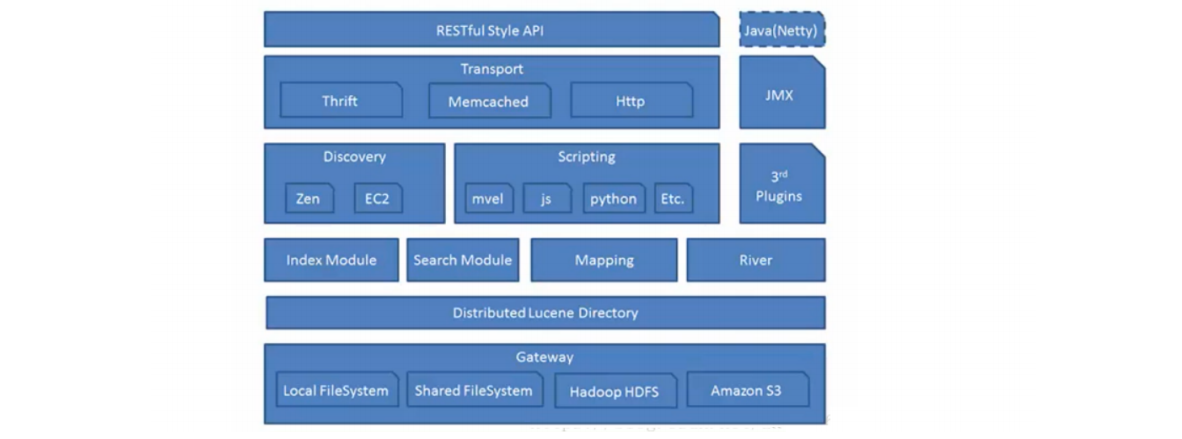 RESTful Style API
Java(Netty)
Transport
Thrift
Memcached
Http
JMX
Discovery
Zen
EC2
Scripting
mvel
js
python
Etc.
3rd
Plugins
Index Module
Search Module
Mapping
River
Distributed Lucene Directory
Gateway
Local FileSystem
Shared FileSystem
Hadoop HDFS
Amazon S3